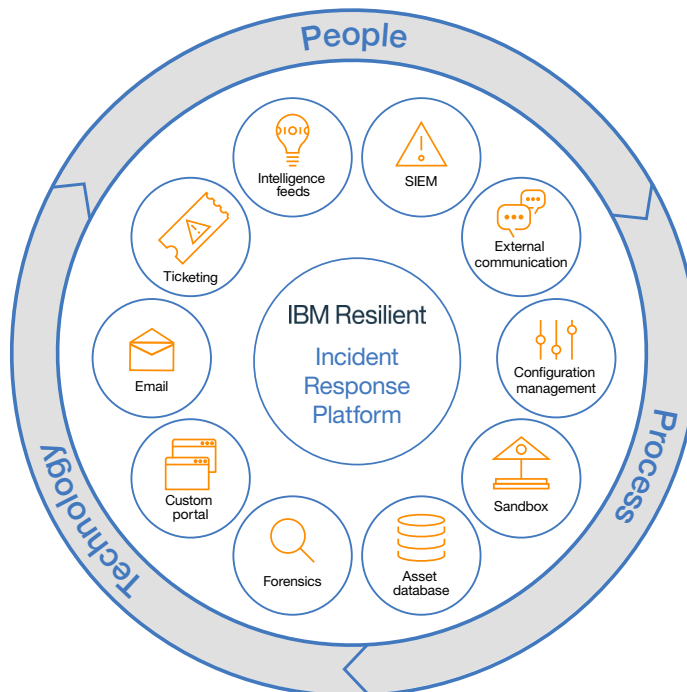 People
Intelligence
feeds
SIEM
Ticketing
External
communication
IBM Resilient
Incident
Response
Platform
Email
Configuration
management
Custom
portal
Sandbox
Forensics
Asset
database
Technology
Process